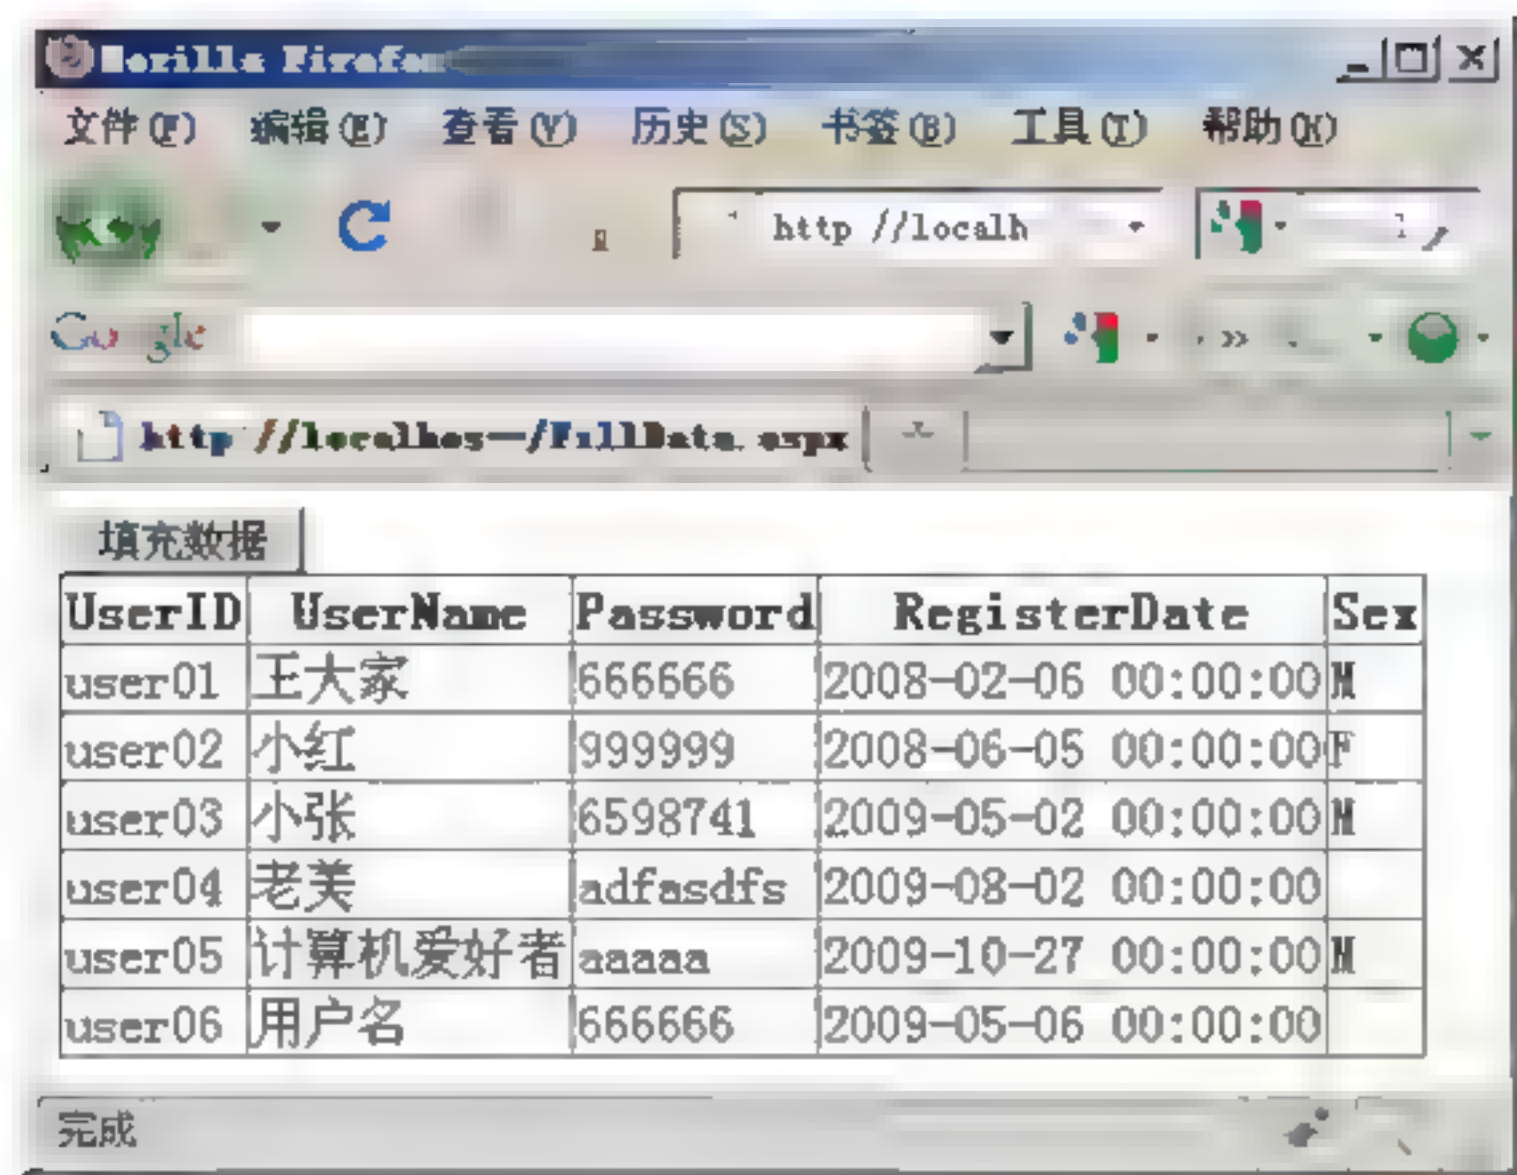 Mozilla Firefox
文件(F) 编辑(E) 查看(V) 历史(S) 书签(B) 工具(T) 帮助(H)
http //localh
Go gle
http //localhos—/FillData.aspx
填充数据
UserID UserName Password RegisterDate Sex
user01 王大家 666666 2008-02-06 00:00:00 M
user02 小红 999999 2008-06-05 00:00:00 F
user03 小张 6598741 2009-05-02 00:00:00 M
user04 老美 adfasdfs 2009-08-02 00:00:00
user05 计算机爱好者 aaaaa 2009-10-27 00:00:00 M
user06 用户名 666666 2009-05-06 00:00:00
完成